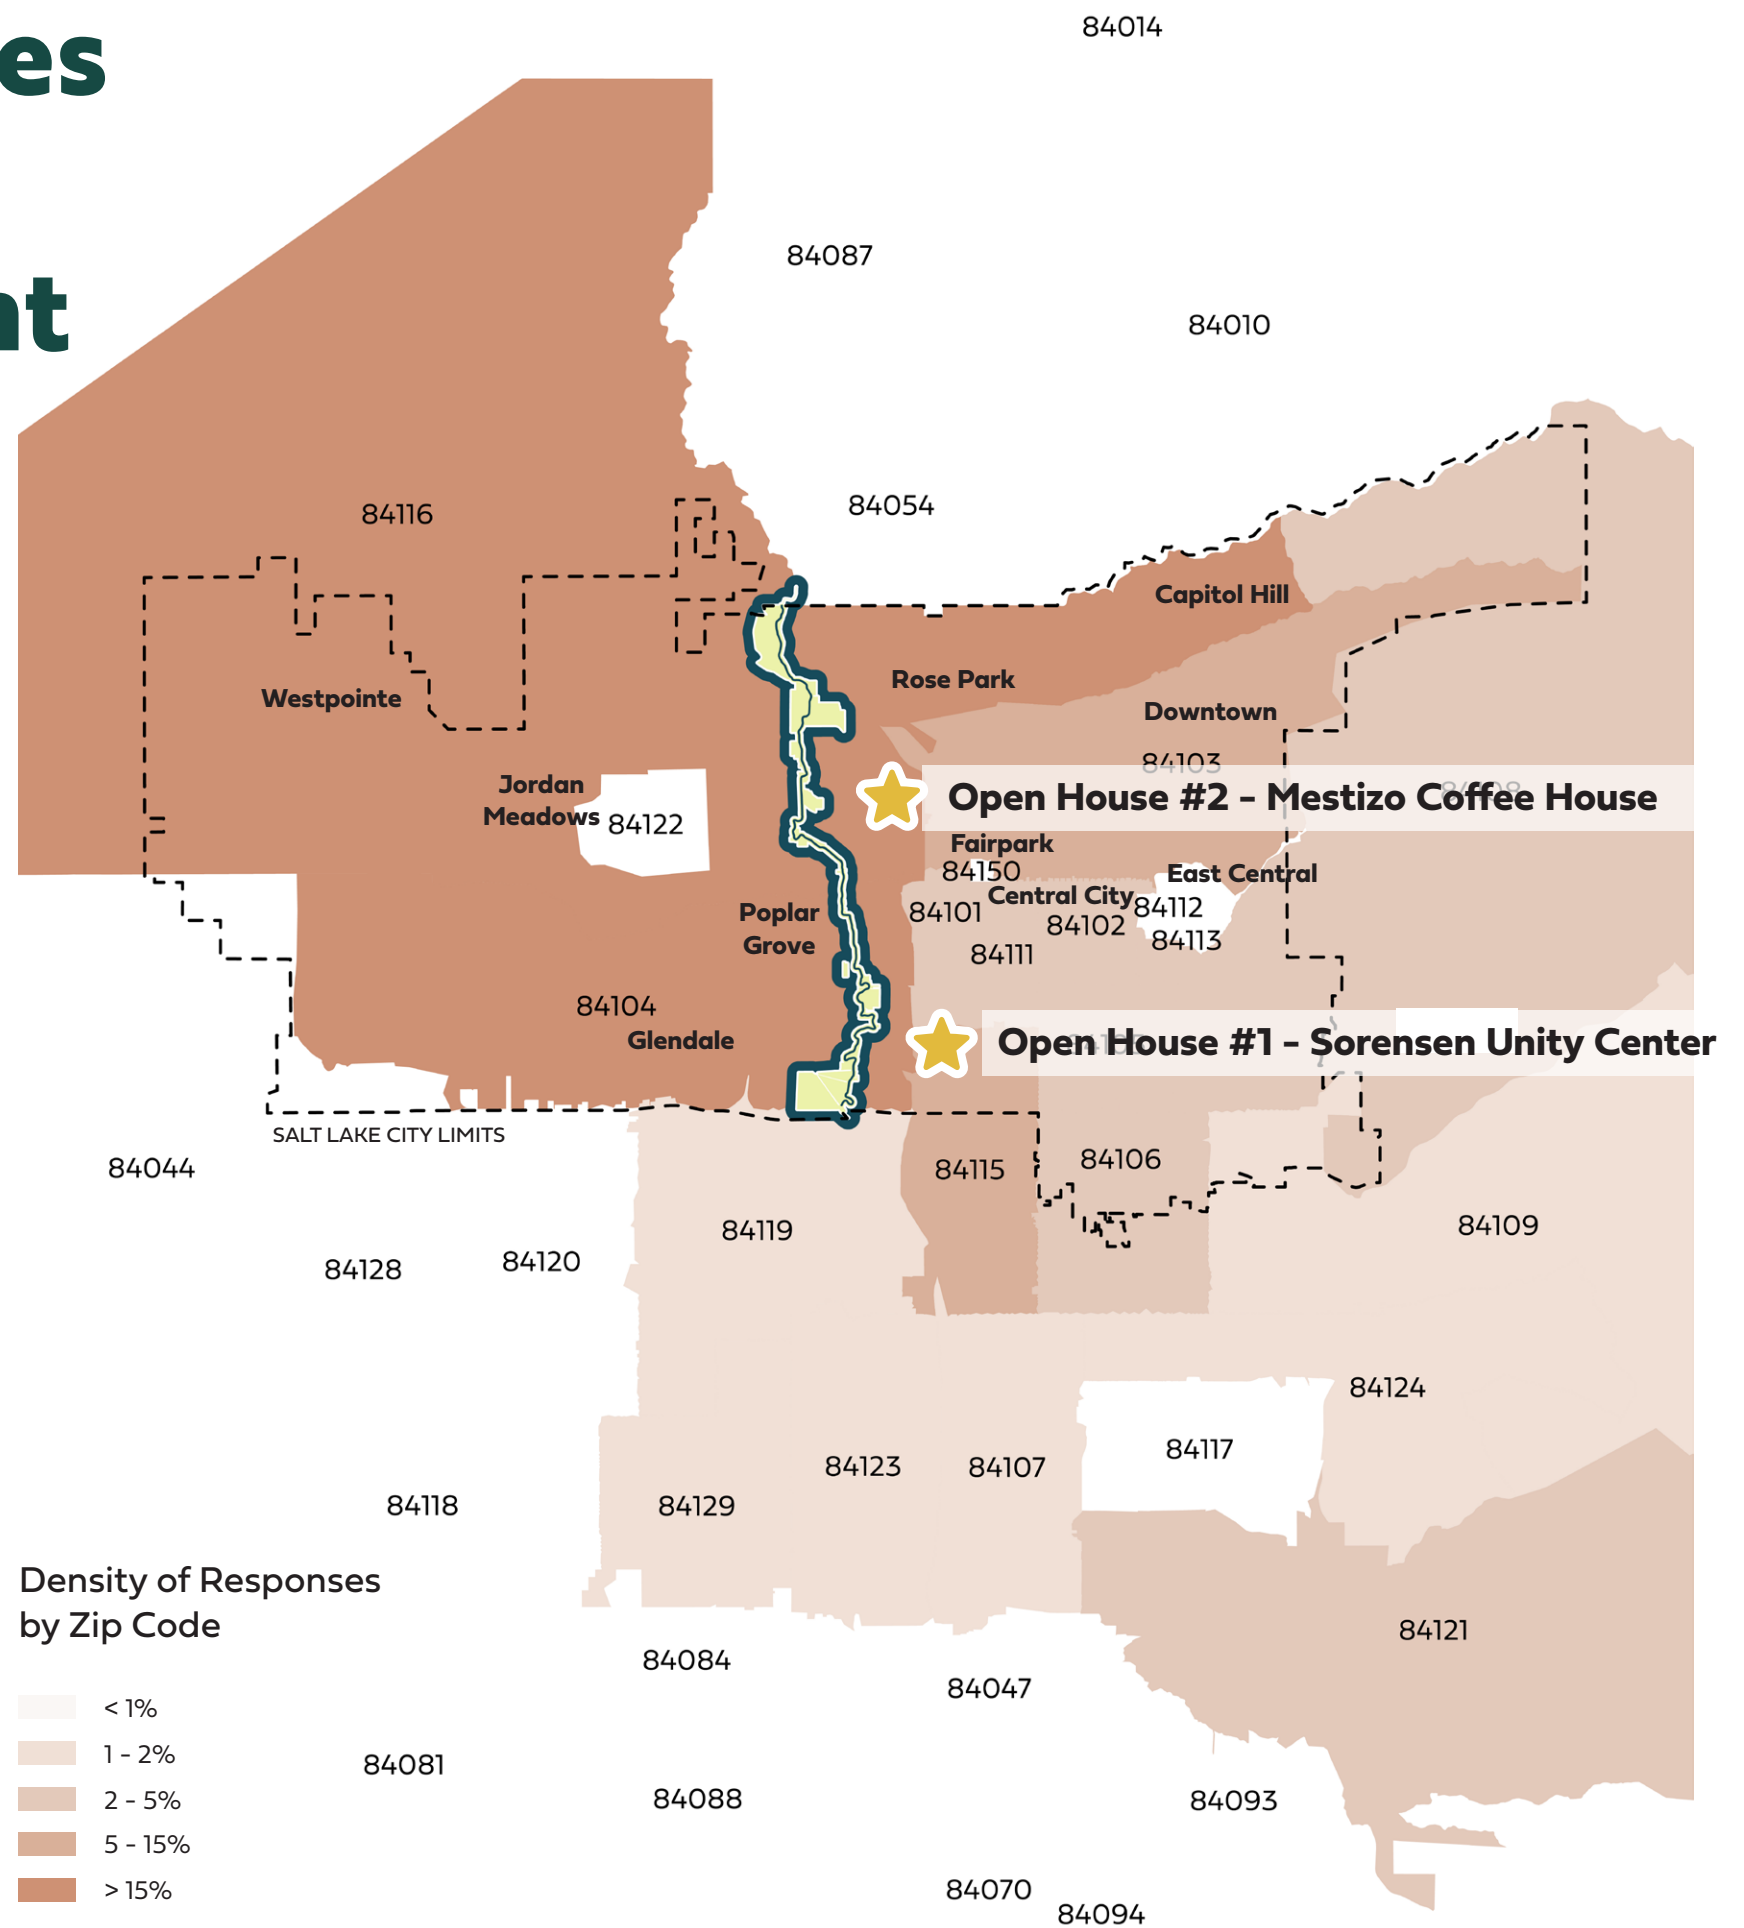 es
nt
84014
84087
84010
84054
84116
Capitol Hill
Rose Park
Westpointe
Downtown
84103
Jordan
Meadows
84122
Open House #2 - Mestizo Coffee House
84108
Fairpark
84150
East Central
Central City
84101
84102
84112
84113
84111
Poplar
Grove
84104
Glendale
Open House #1 - Sorensen Unity Center
84105
SALT LAKE CITY LIMITS
84044
84115
84106
84119
84109
84128
84120
84124
84117
84123
84107
84118
84129
Density of Responses
by Zip Code
84121
84084
84047
< 1%
1 - 2%
2 - 5%
5 - 15%
> 15%
84081
84088
84093
84070
84094